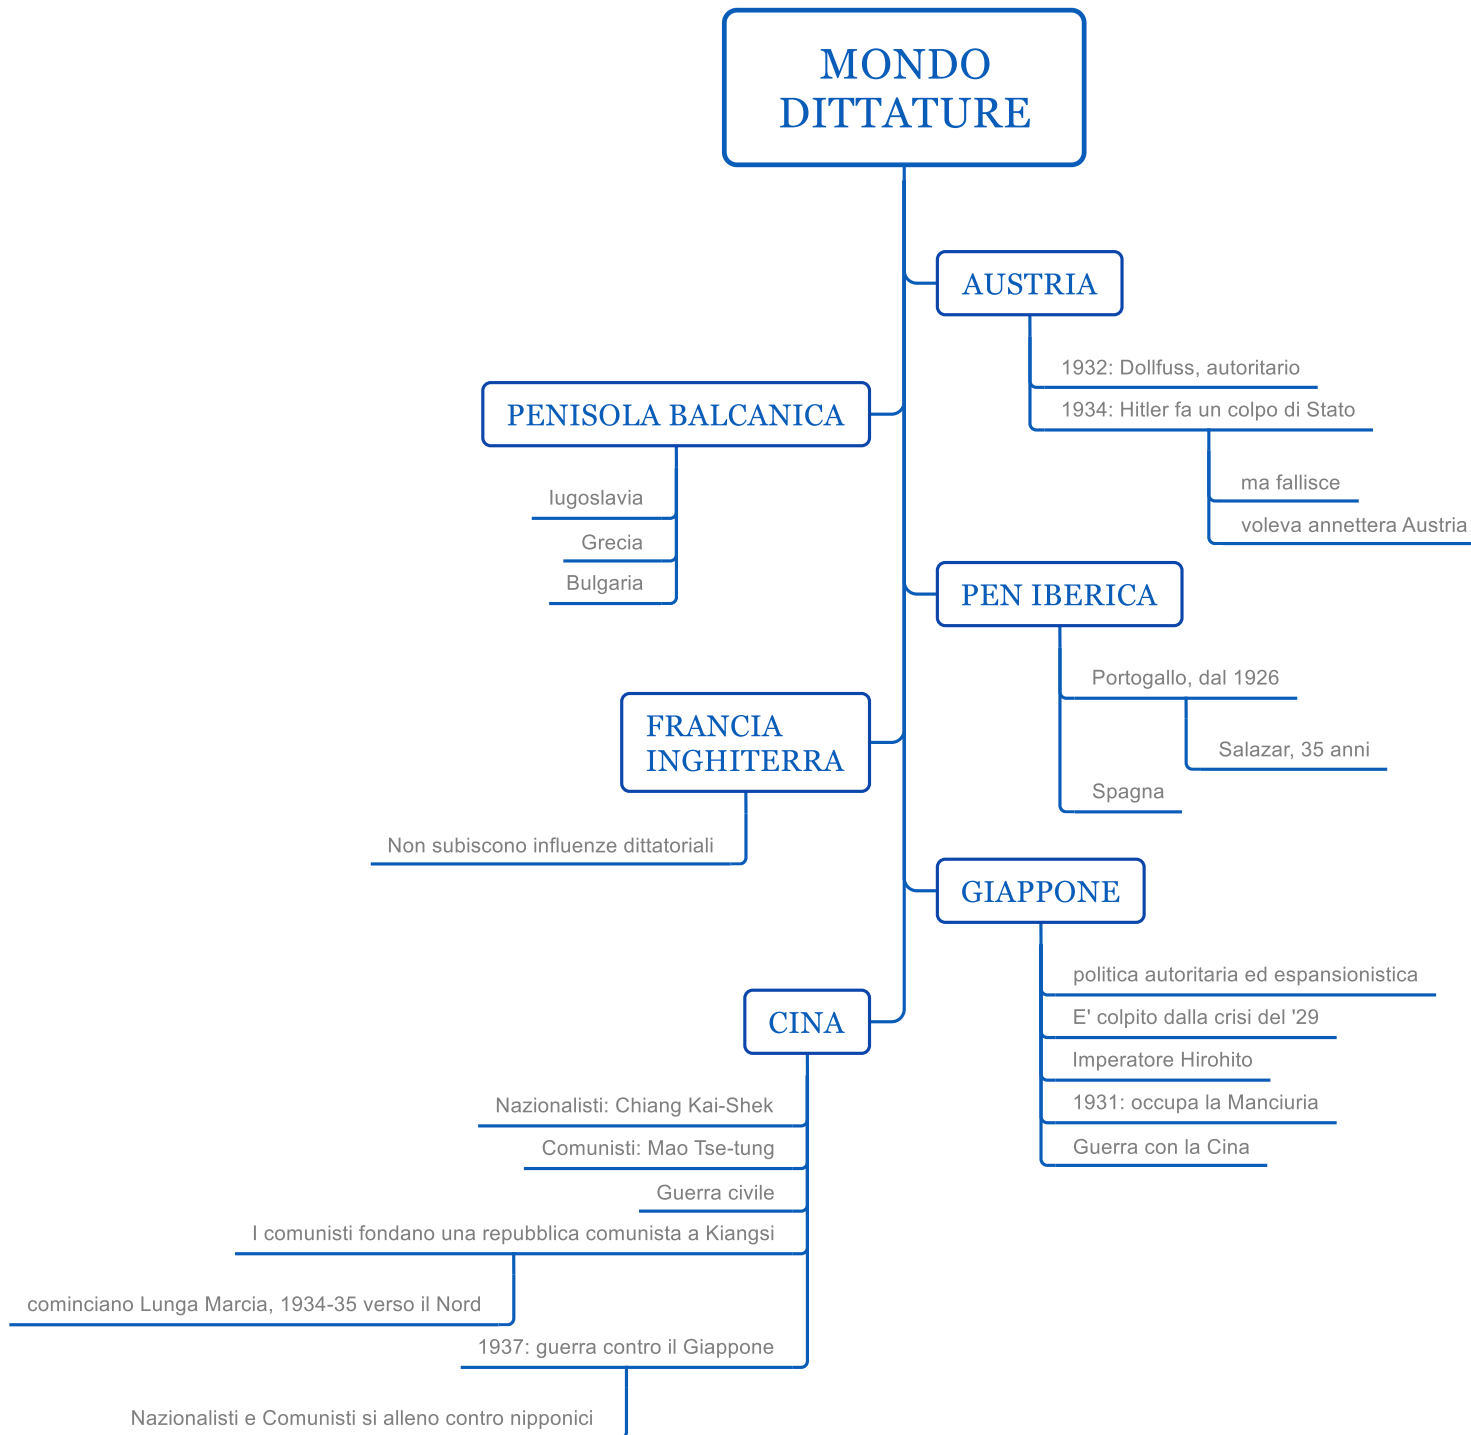 MONDO
DITTATURE
AUSTRIA
1932: Dollfuss, autoritario
1934: Hitler fa un colpo di Stato
ma fallisce
voleva annettera Austria
PENISOLA BALCANICA
Iugoslavia
Grecia
Bulgaria
PEN IBERICA
Portogallo, dal 1926
Salazar, 35 anni
Spagna
FRANCIA
INGHITERRA
Non subiscono influenze dittatoriali
GIAPPONE
politica autoritaria ed espansionistica
E' colpito dalla crisi del '29
Imperatore Hirohito
1931: occupa la Manciuria
Guerra con la Cina
CINA
Nazionalisti: Chiang Kai-Shek
Comunisti: Mao Tse-tung
Guerra civile
I comunisti fondano una repubblica comunista a Kiangsi
cominciano Lunga Marcia, 1934-35 verso il Nord
1937: guerra contro il Giappone
Nazionalisti e Comunisti si alleno contro nipponici